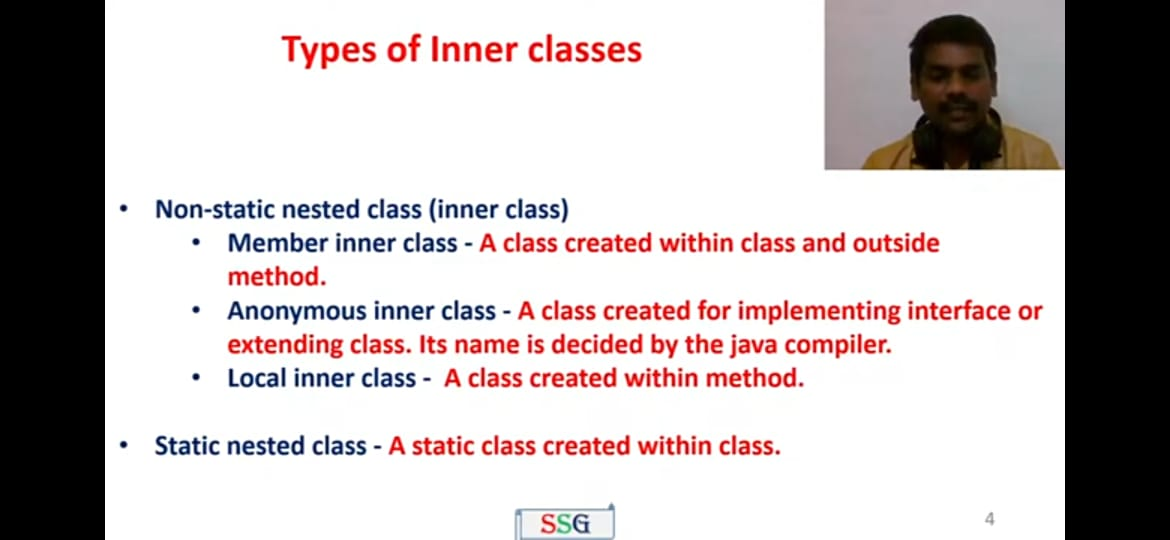 Types of Inner classes
• Non-static nested class (inner class)
• Member inner class - A class created within class and outside
method.
• Anonymous inner class - A class created for implementing interface or
extending class. Its name is decided by the java compiler.
• Local inner class - A class created within method.
• Static nested class - A static class created within class.
SSG
4